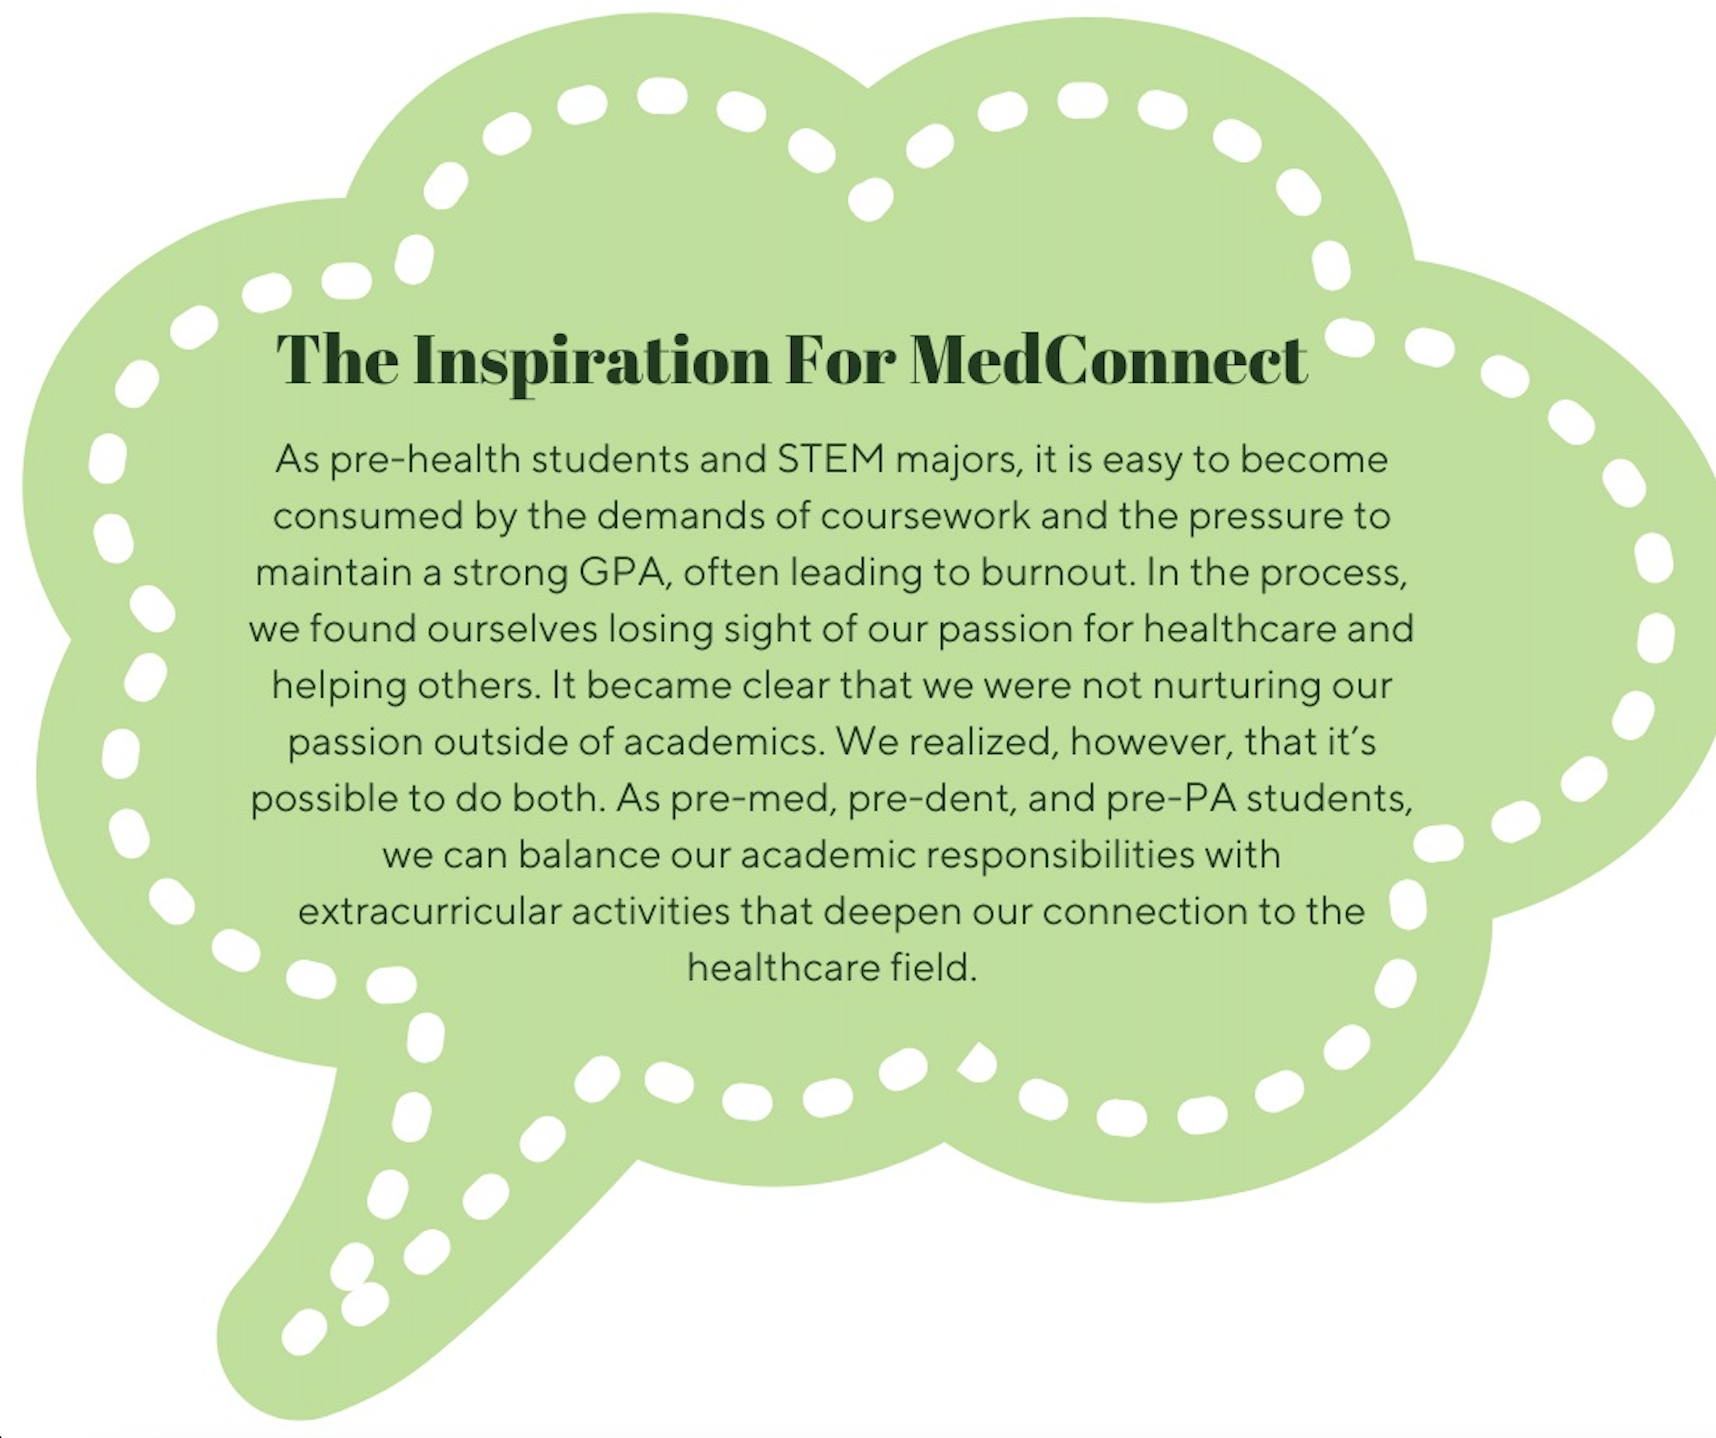 The Inspiration For MedConnect
As pre-health students and STEM majors, it is easy to become
consumed by the demands of coursework and the pressure to
maintain a strong GPA, often leading to burnout. In the process,
we found ourselves losing sight of our passion for healthcare and
helping others. It became clear that we were not nurturing our
passion outside of academics. We realized, however, that it’s
possible to do both. As pre-med, pre-dent, and pre-PA students,
we can balance our academic responsibilities with
extracurricular activities that deepen our connection to the
healthcare field.